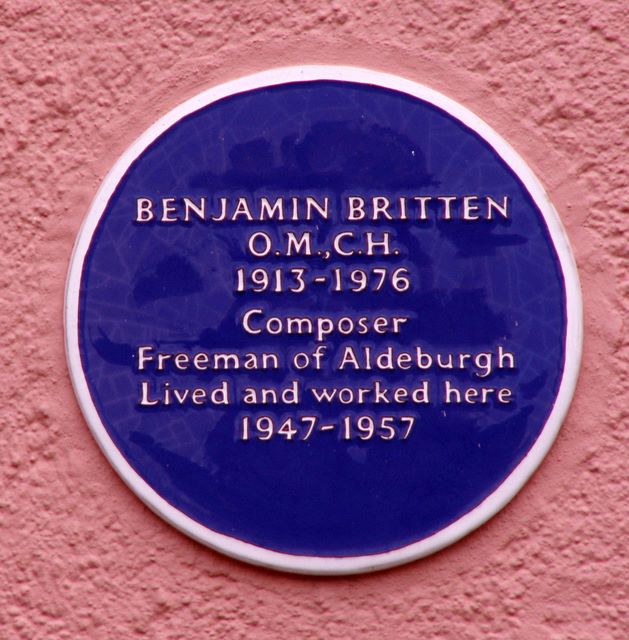 BENJAMIN BRITTEN
O.M.,C.H.
1913-1976
Composer
Freeman of Aldeburgh
Lived and worked here
1947-1957